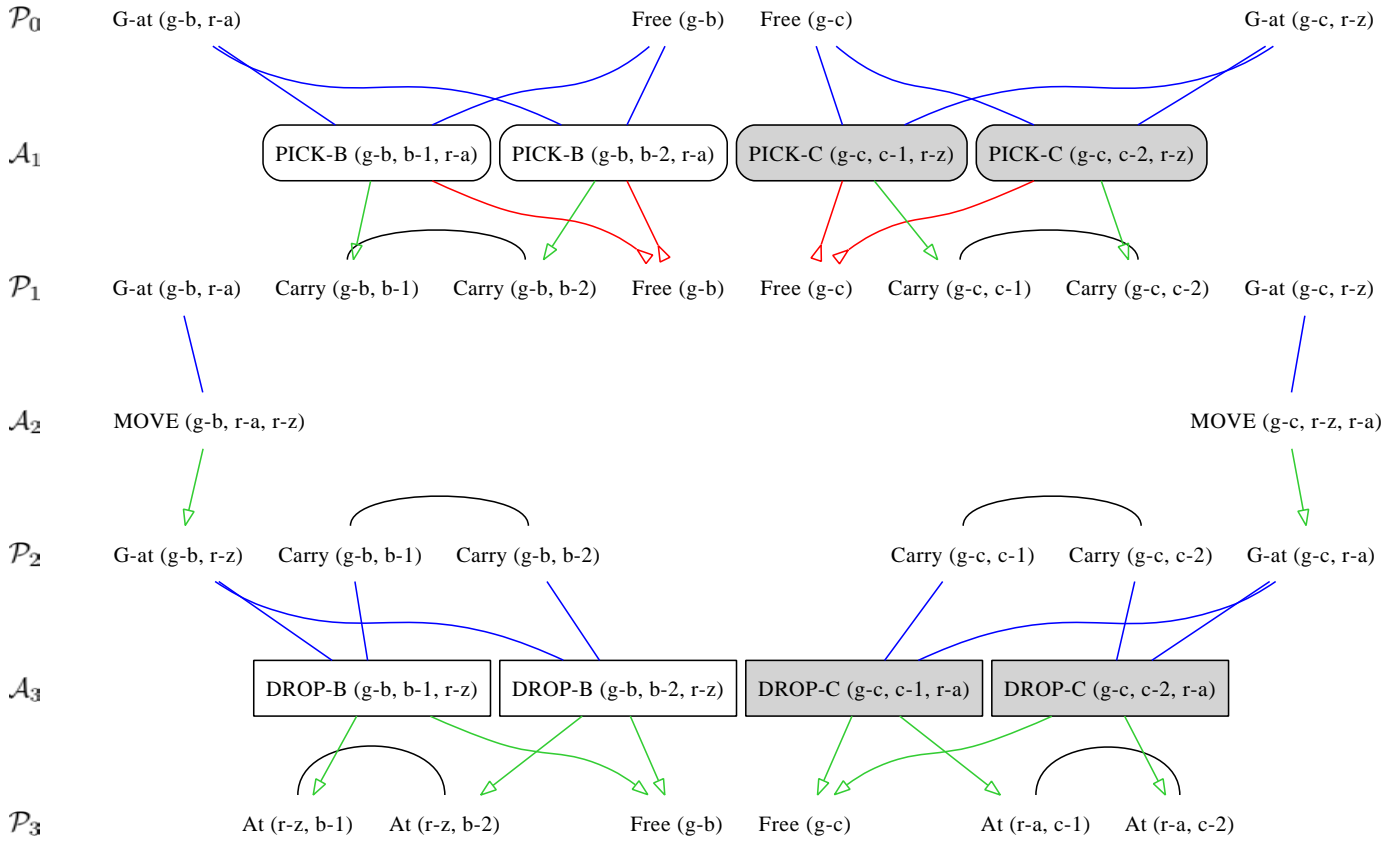 𝒫₀ G-at (g-b, r-a) Free (g-b) Free (g-c) G-at (g-c, r-z)
𝒜₁ PICK-B (g-b, b-1, r-a) PICK-B (g-b, b-2, r-a) PICK-C (g-c, c-1, r-z) PICK-C (g-c, c-2, r-z)
𝒫₁ G-at (g-b, r-a) Carry (g-b, b-1) Carry (g-b, b-2) Free (g-b) Free (g-c) Carry (g-c, c-1) Carry (g-c, c-2) G-at (g-c, r-z)
𝒜₂ MOVE (g-b, r-a, r-z) MOVE (g-c, r-z, r-a)
𝒫₂ G-at (g-b, r-z) Carry (g-b, b-1) Carry (g-b, b-2) Carry (g-c, c-1) Carry (g-c, c-2) G-at (g-c, r-a)
𝒜₃ DROP-B (g-b, b-1, r-z) DROP-B (g-b, b-2, r-z) DROP-C (g-c, c-1, r-a) DROP-C (g-c, c-2, r-a)
𝒫₃ At (r-z, b-1) At (r-z, b-2) Free (g-b) Free (g-c) At (r-a, c-1) At (r-a, c-2)